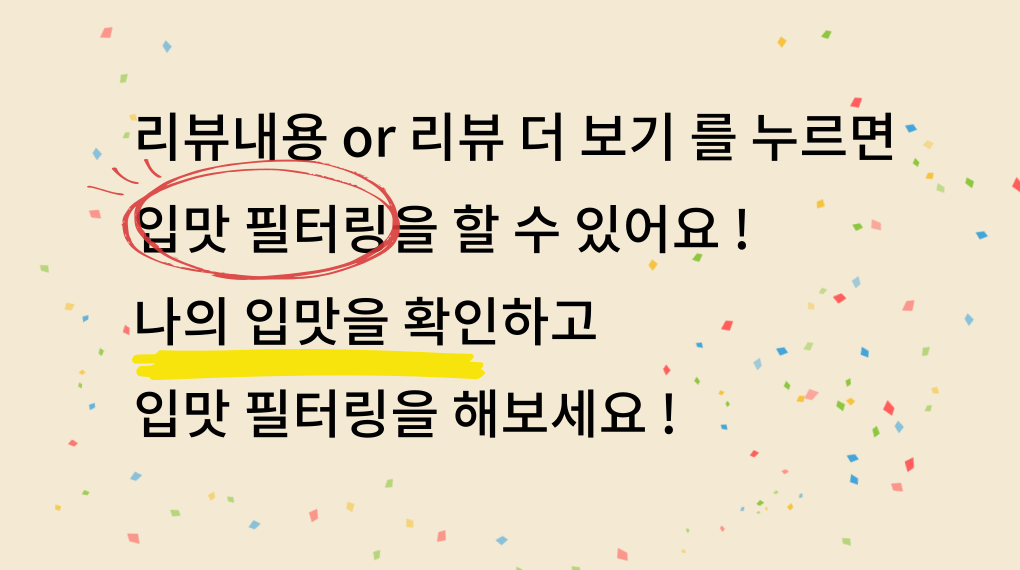 리뷰내용 or 리뷰 더 보기 를 누르면
입맛 필터링을 할 수 있어요 !
나의 입맛을 확인하고
입맛 필터링을 해보세요 !